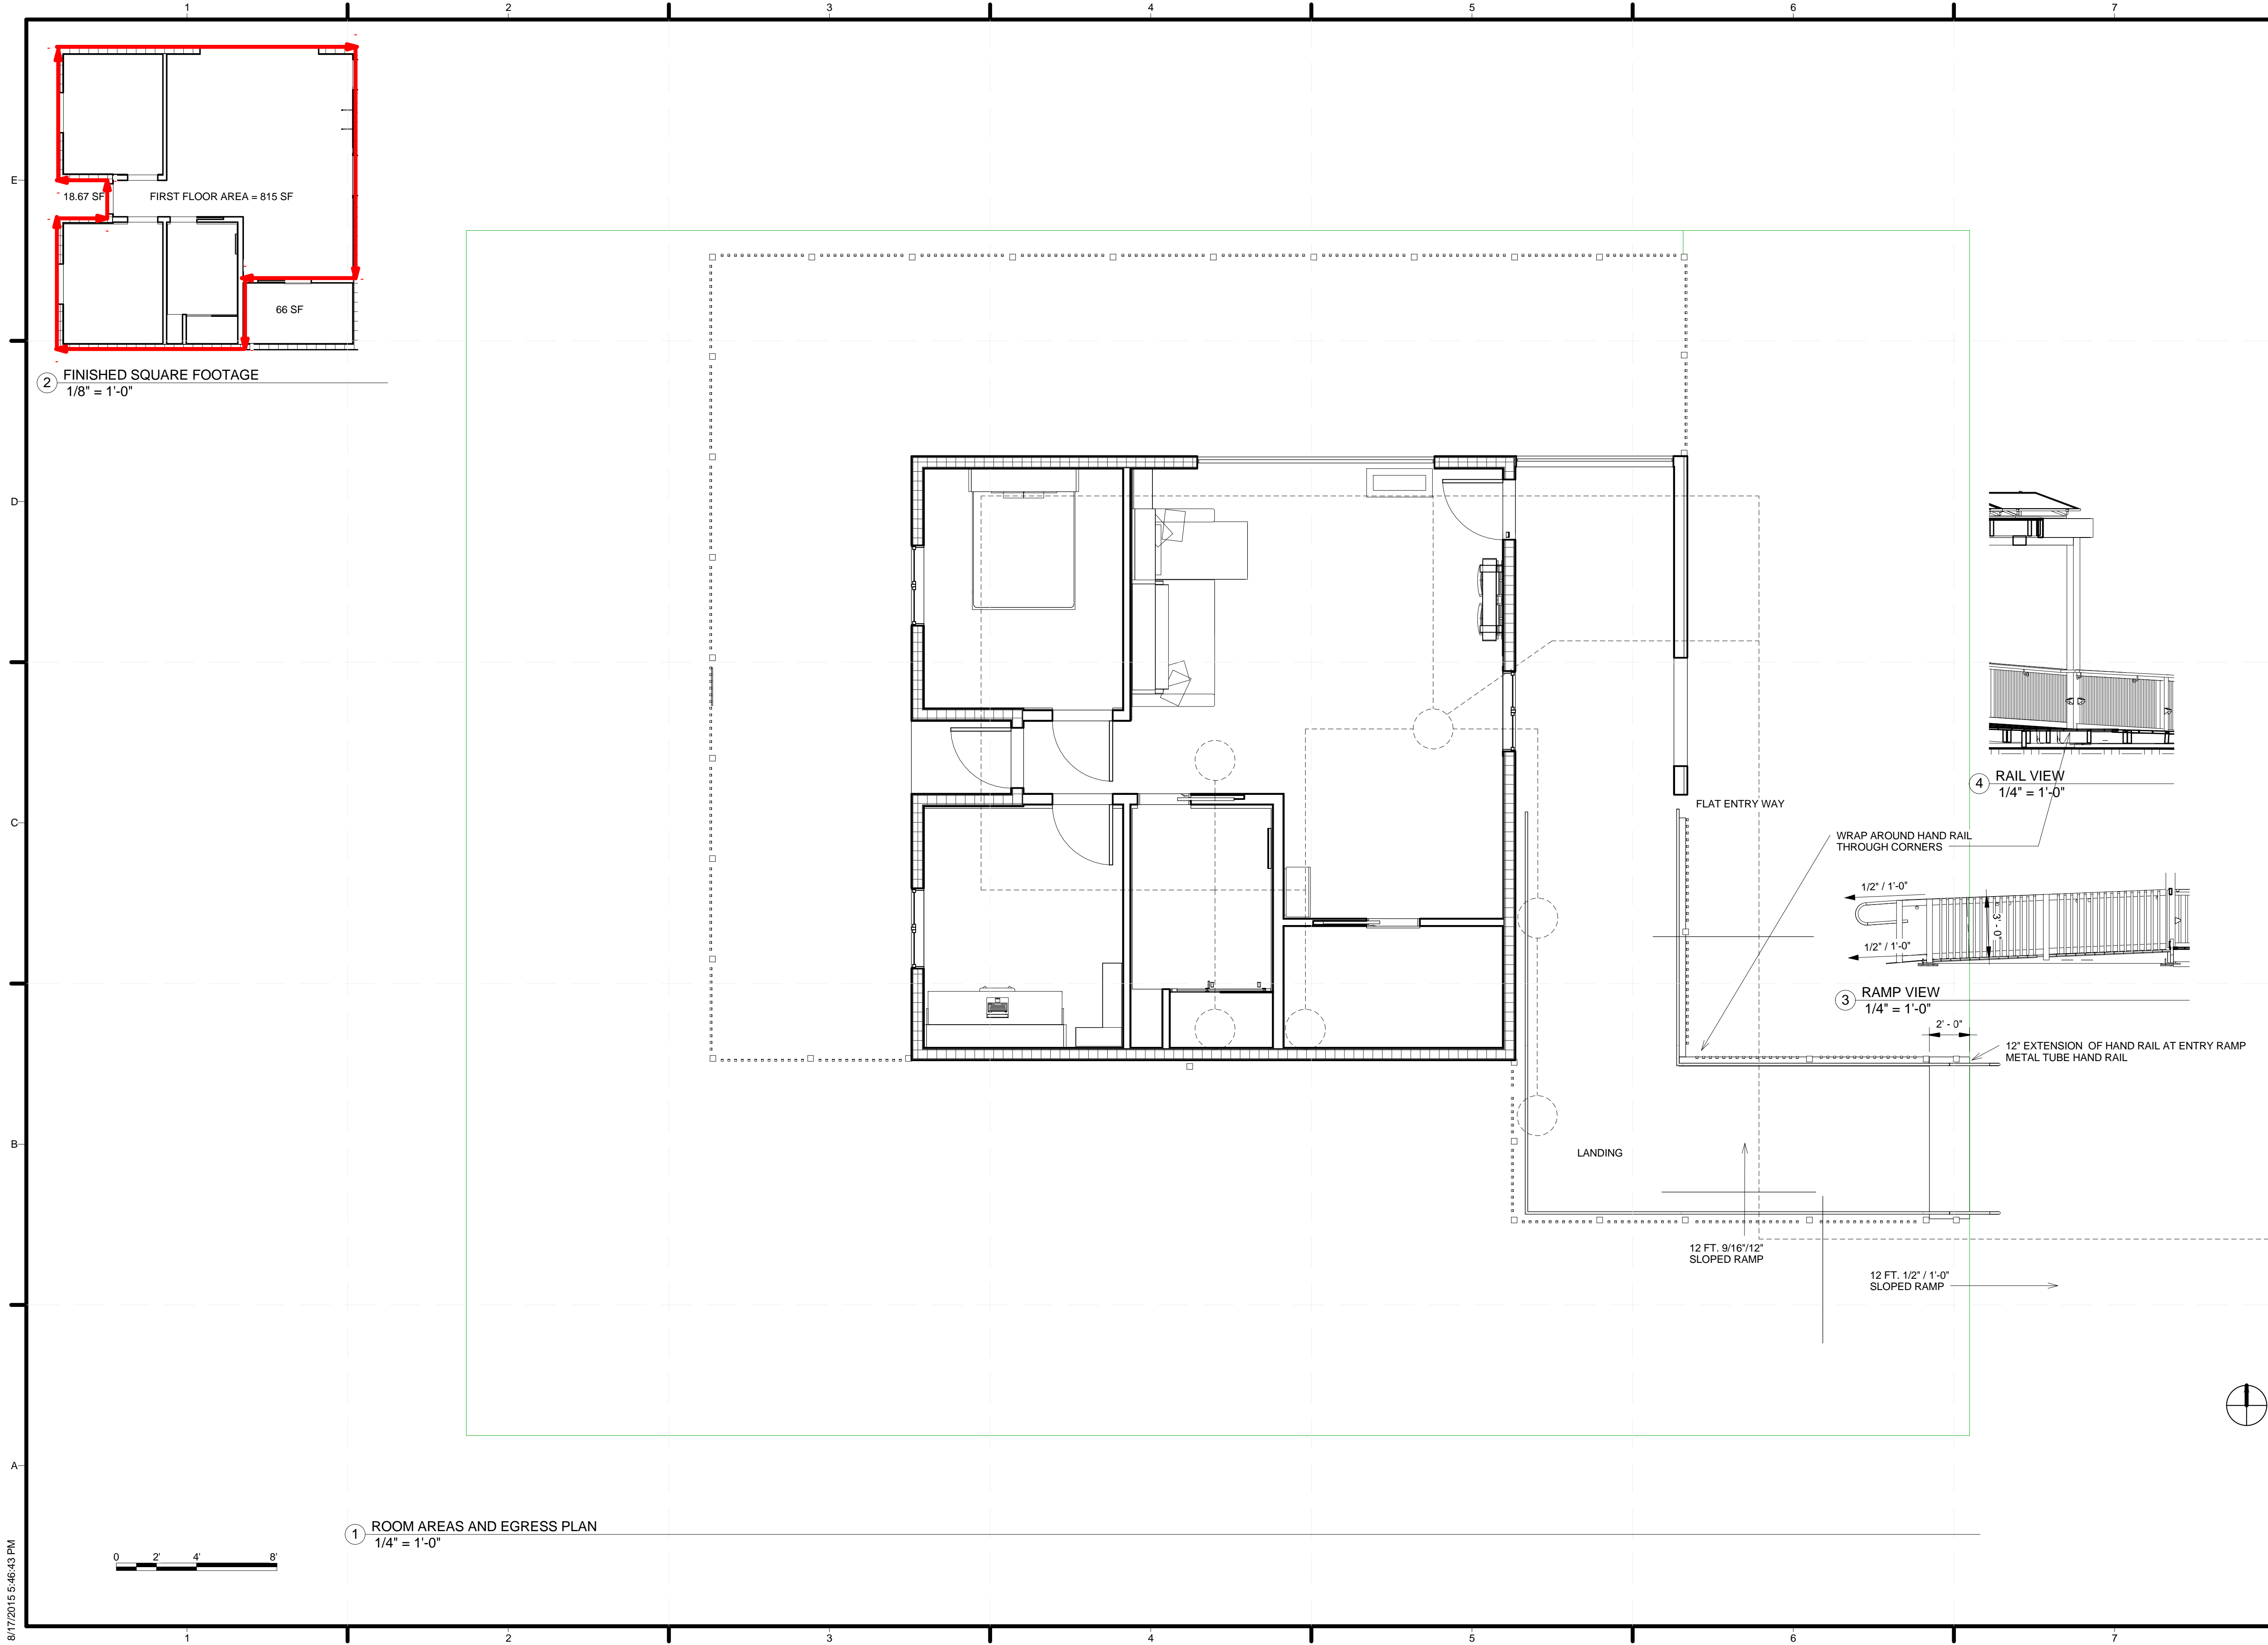 1 2 3 4 5 6 7
E
D
C
B
A
18.67 SF
FIRST FLOOR AREA = 815 SF
66 SF
2 FINISHED SQUARE FOOTAGE
1/8" = 1'-0"
4 RAIL VIEW
1/4" = 1'-0"
FLAT ENTRY WAY
WRAP AROUND HAND RAIL
THROUGH CORNERS
1/2" / 1'-0"
3' - 0"
1/2" / 1'-0"
3 RAMP VIEW
1/4" = 1'-0"
2' - 0"
12" EXTENSION OF HAND RAIL AT ENTRY RAMP
METAL TUBE HAND RAIL
LANDING
12 FT. 9/16"/12"
SLOPED RAMP
12 FT. 1/2" / 1'-0"
SLOPED RAMP
1 ROOM AREAS AND EGRESS PLAN
1/4" = 1'-0"
0 2' 4' 8'
8/17/2015 5:46:43 PM
1 2 3 4 5 6 7